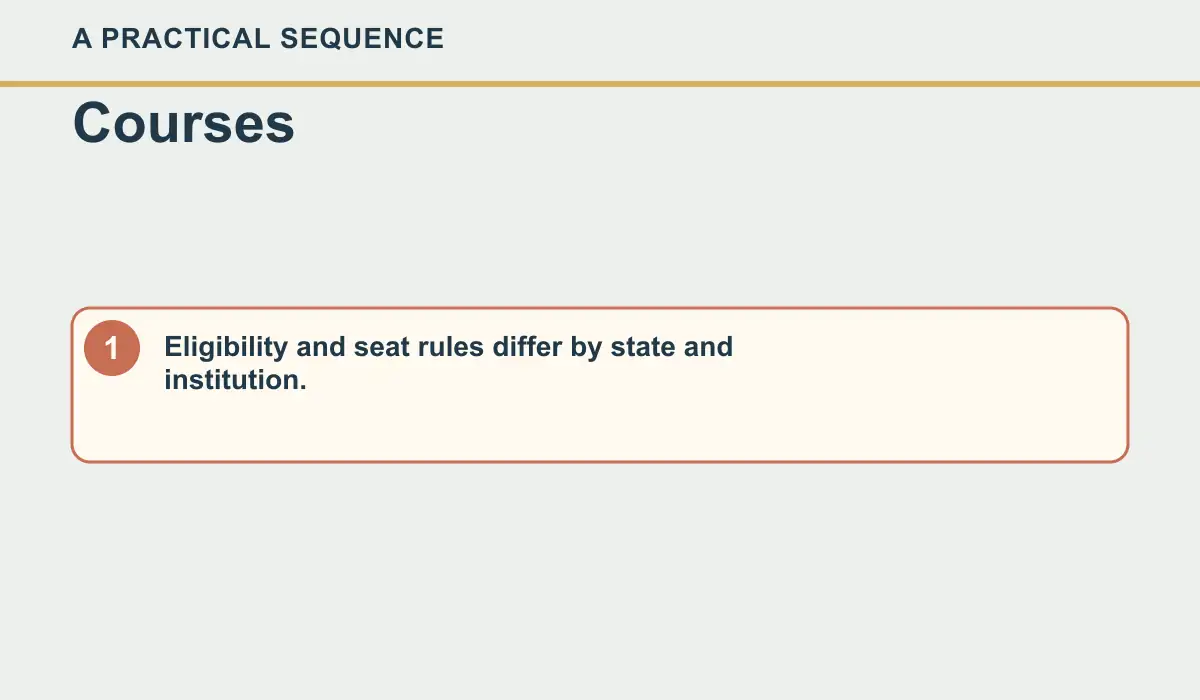 A PRACTICAL SEQUENCE
Courses
1
Eligibility and seat rules differ by state and
institution.